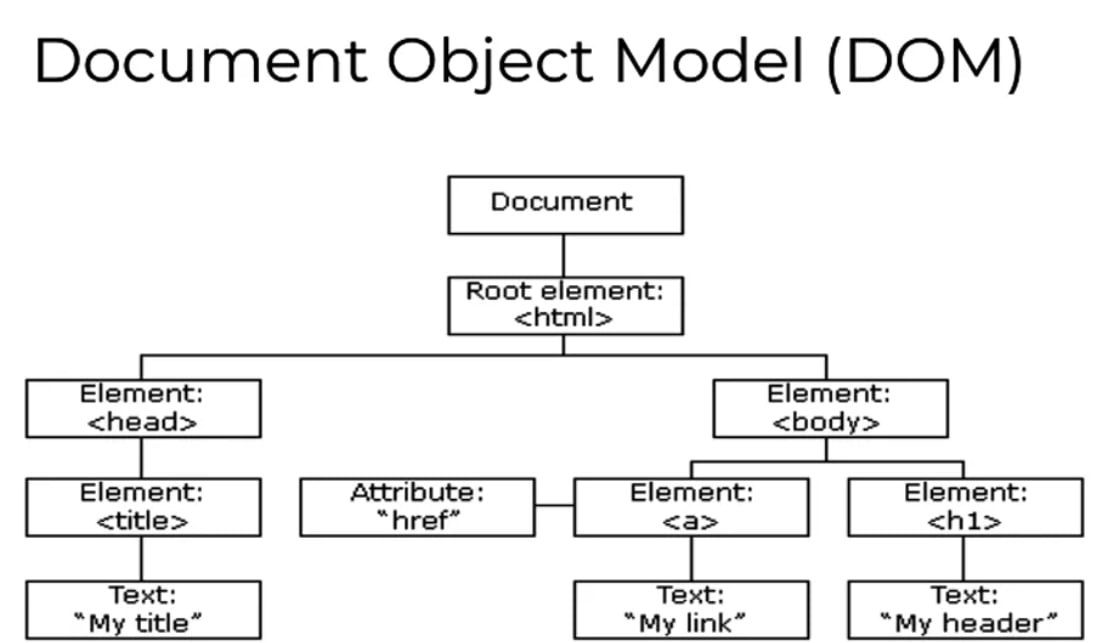 Document Object Model (DOM)
Document
Root element:
<html>
Element:
<head>
Element:
<body>
Element:
<title>
Attribute:
“href”
Element:
<a>
Element:
<h1>
Text:
“My title”
Text:
“My link”
Text:
“My header”